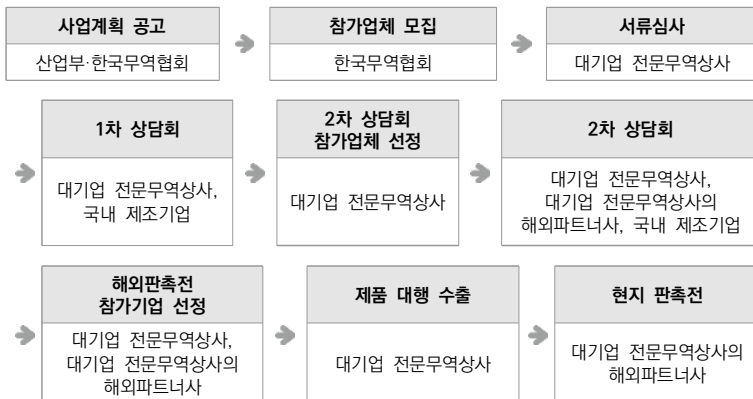 사업계획 공고
산업부·한국무역협회
참가업체 모집
한국무역협회
서류심사
대기업 전문무역상사
1차 상담회
대기업 전문무역상사,
국내 제조기업
2차 상담회
참가업체 선정
대기업 전문무역상사
2차 상담회
대기업 전문무역상사,
대기업 전문무역상사의
해외파트너사, 국내 제조기업
해외판촉전
참가기업 선정
대기업 전문무역상사,
대기업 전문무역상사의
해외파트너사
제품 대행 수출
대기업 전문무역상사
현지 판촉전
대기업 전문무역상사의
해외파트너사